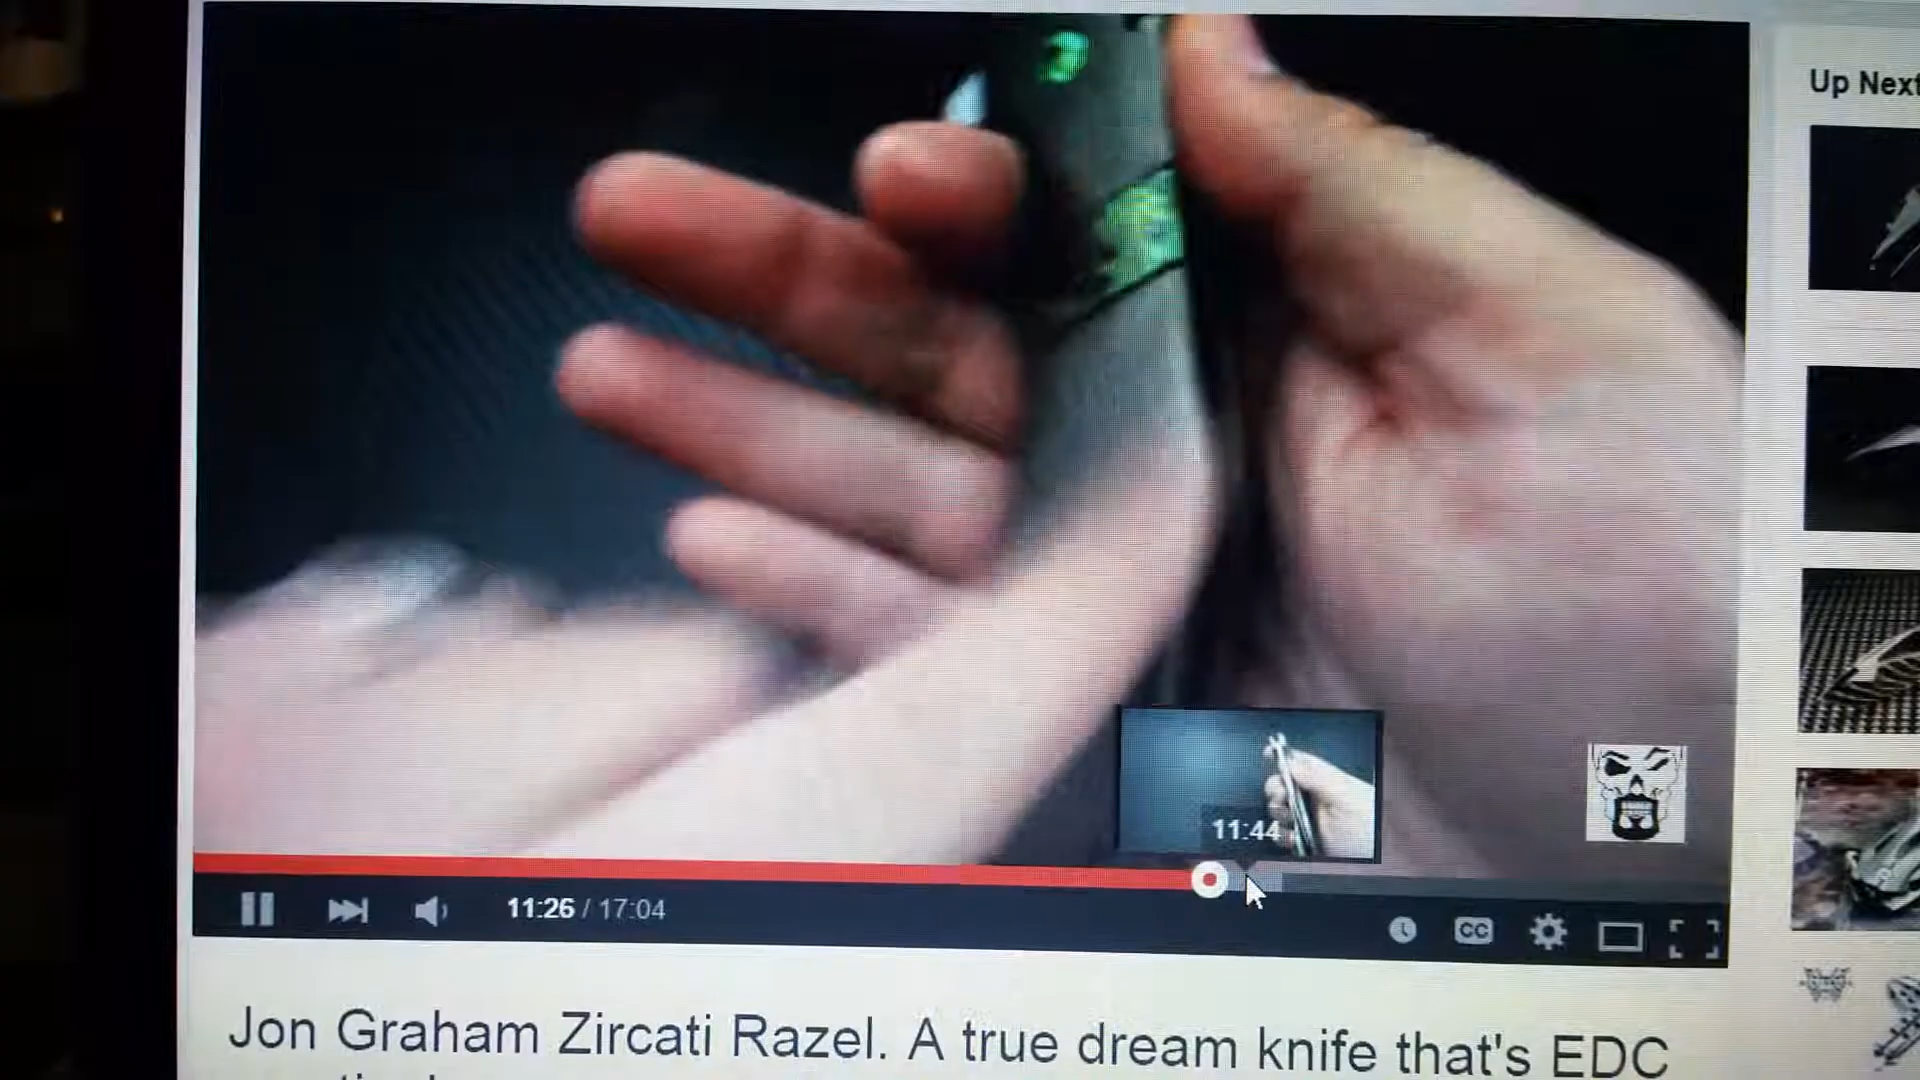 Up Next
11:44
11:26 / 17:04
CC
Jon Graham Zircati Razel. A true dream knife that's EDC